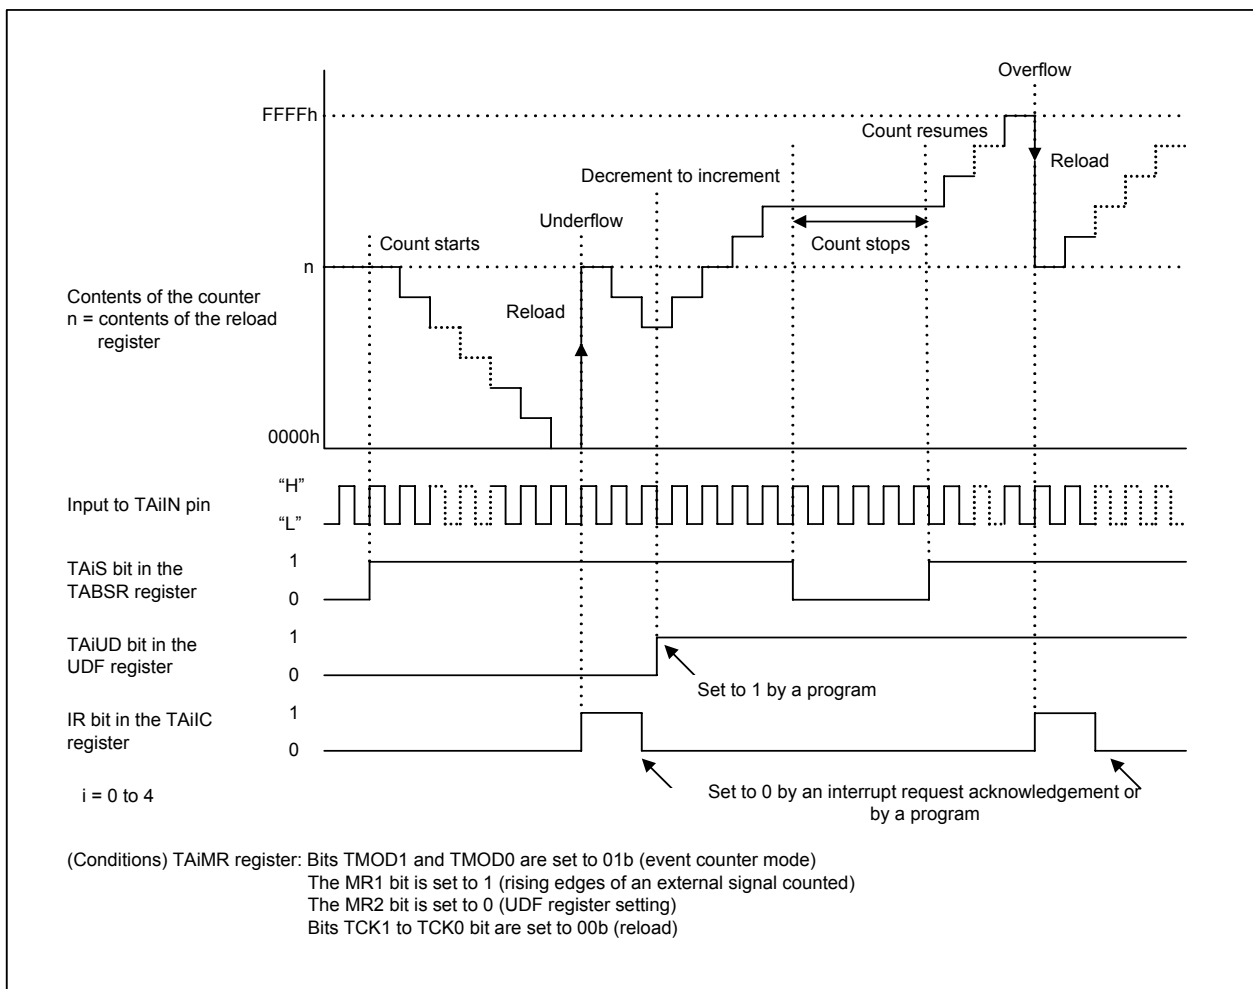 Overflow
FFFFh
Count resumes
Reload
Decrement to increment
Underflow
Count starts
Count stops
n
Contents of the counter
n = contents of the reload
register
Reload
0000h
“H”
Input to TAiIN pin
“L”
1
TAiS bit in the
TABSR register
0
1
TAiUD bit in the
UDF register
0
Set to 1 by a program
1
IR bit in the TAiIC
register
0
i = 0 to 4
Set to 0 by an interrupt request acknowledgement or
by a program
(Conditions) TAiMR register: Bits TMOD1 and TMOD0 are set to 01b (event counter mode)
The MR1 bit is set to 1 (rising edges of an external signal counted)
The MR2 bit is set to 0 (UDF register setting)
Bits TCK1 to TCK0 bit are set to 00b (reload)